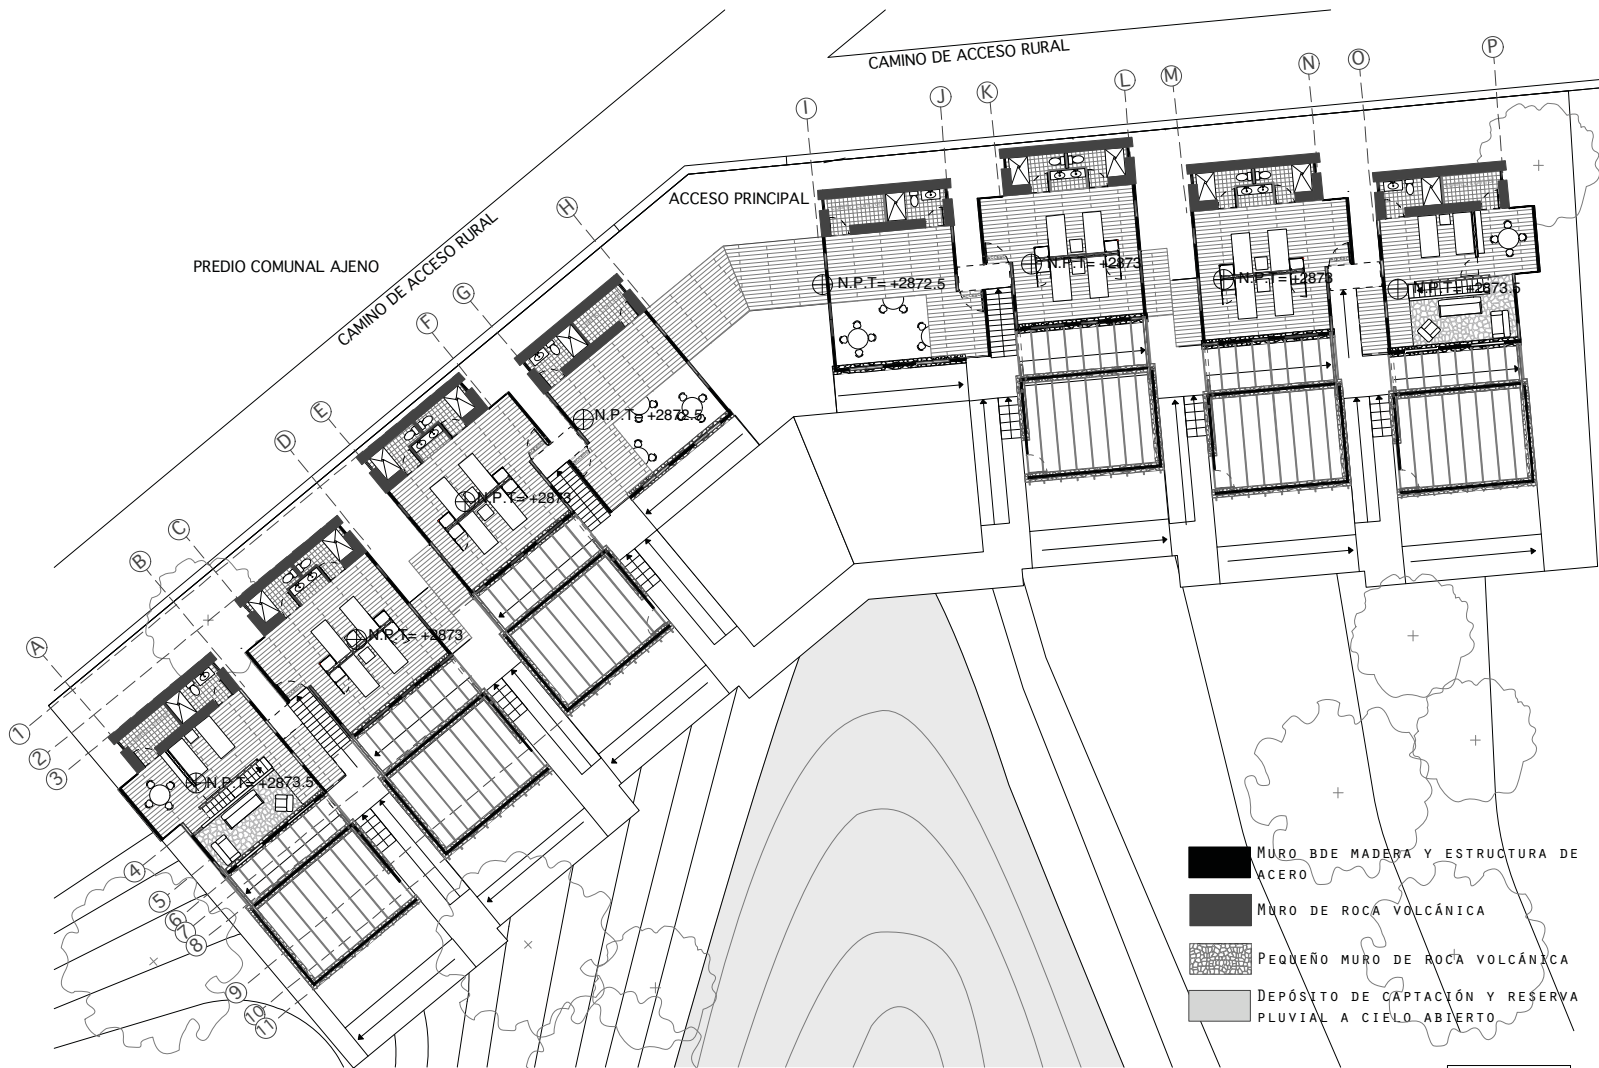 CAMINO DE ACCESO RURAL
P
O
N
M
L
K
J
I
ACCESO PRINCIPAL
H
CAMINO DE ACCESO RURAL
PREDIO COMUNAL AJENO
G
F
E
D
C
B
A
N.P.T= +2872.5
N.P.T= +2873
N.P.T= +2873
N.P.T= +2873.5
N.P.T= +2872.5
N.P.T= +2873
N.P.T= +2873
N.P.T= +2873.5
1
2
3
4
5
6
7
8
9
10
11
MURO BDE MADERA Y ESTRUCTURA DE
ACERO
MURO DE ROCA VOLCÁNICA
PEQUEÑO MURO DE ROCA VOLCÁNICA
DEPÓSITO DE CAPTACIÓN Y RESERVA
PLUVIAL A CIELO ABIERTO